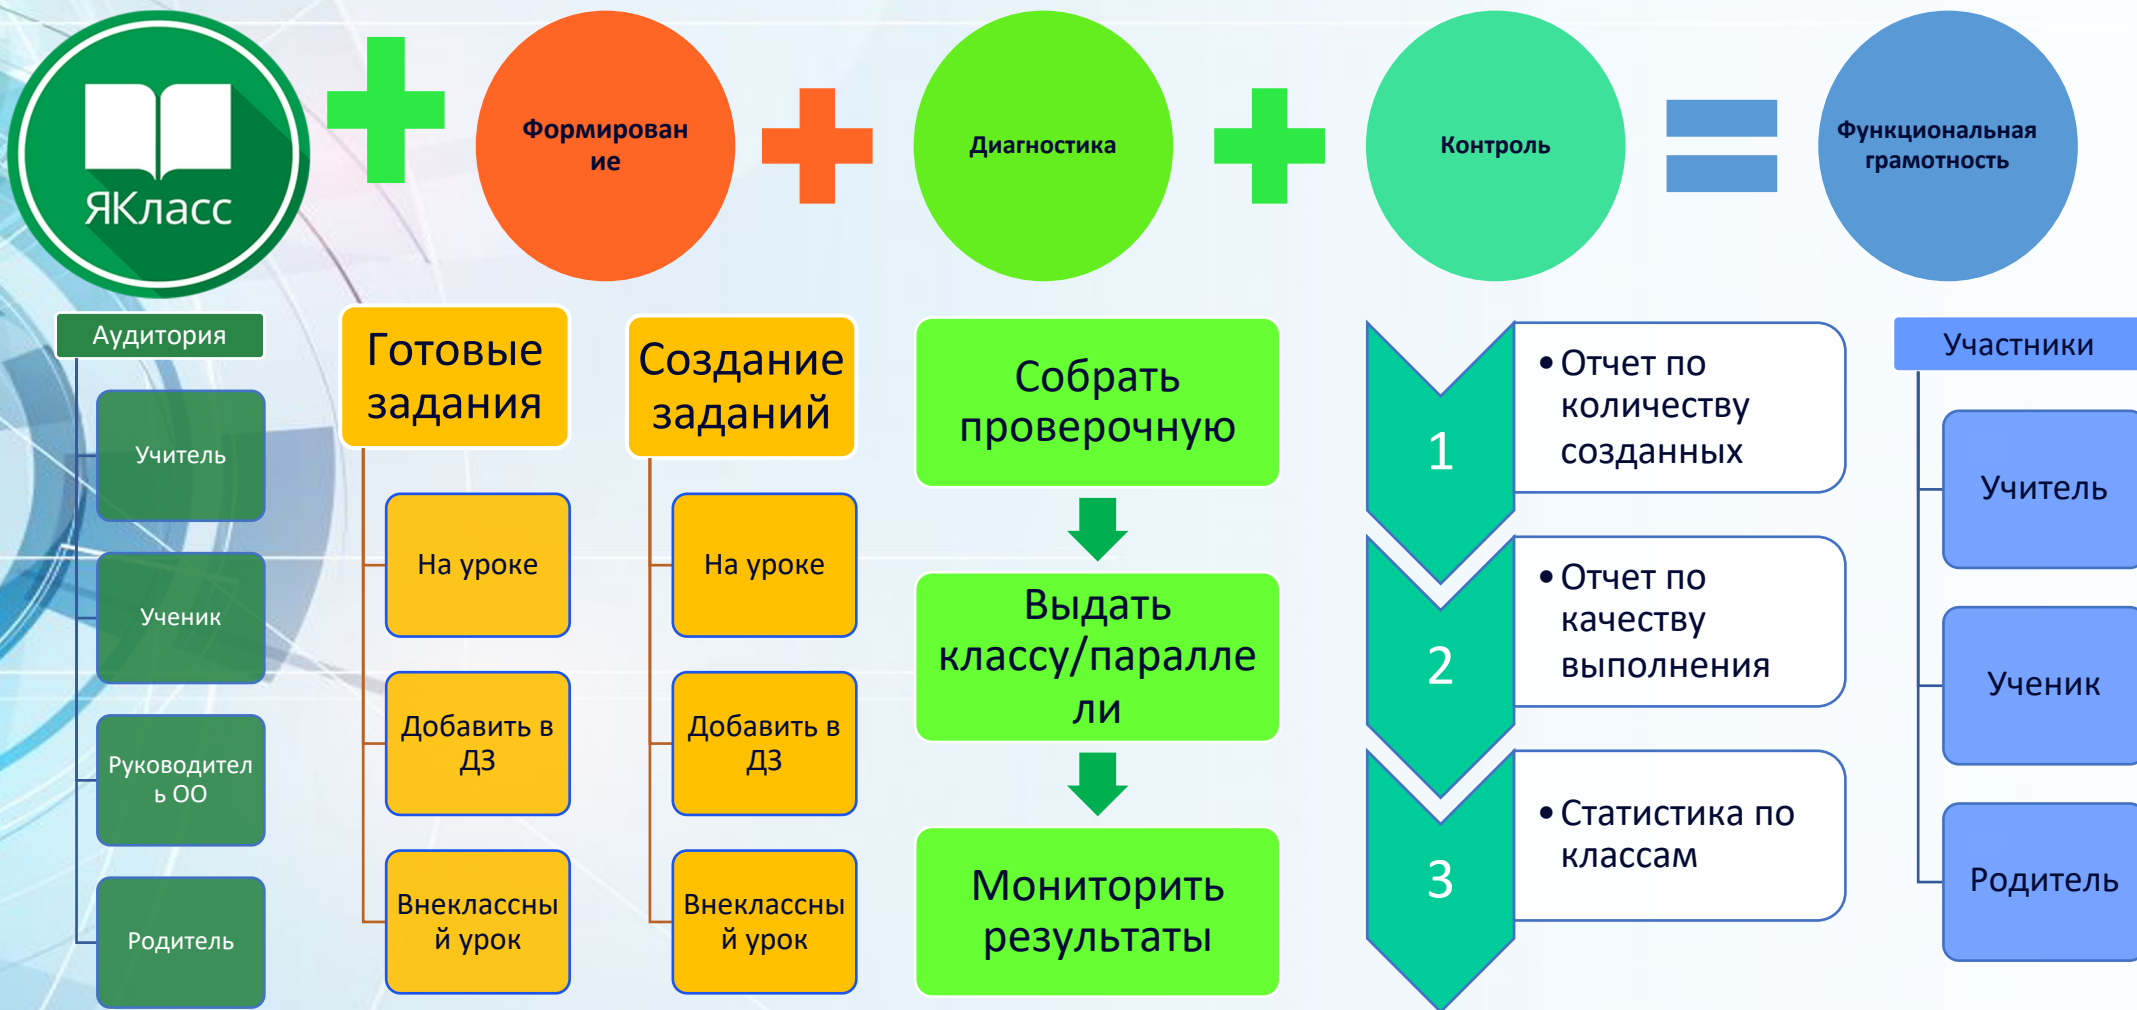 ЯКласс
Формирован
ие
Диагностика
Контроль
Функциональная
грамотность
Аудитория
Учитель
Ученик
Руководител
ь ОО
Родитель
Готовые
задания
На уроке
Добавить в
ДЗ
Внеклассны
й урок
Создание
заданий
На уроке
Добавить в
ДЗ
Внеклассны
й урок
Собрать
проверочную
Выдать
классу/паралле
ли
Мониторить
результаты
1
• Отчет по
количеству
созданных
2
• Отчет по
качеству
выполнения
3
• Статистика по
классам
Участники
Учитель
Ученик
Родитель